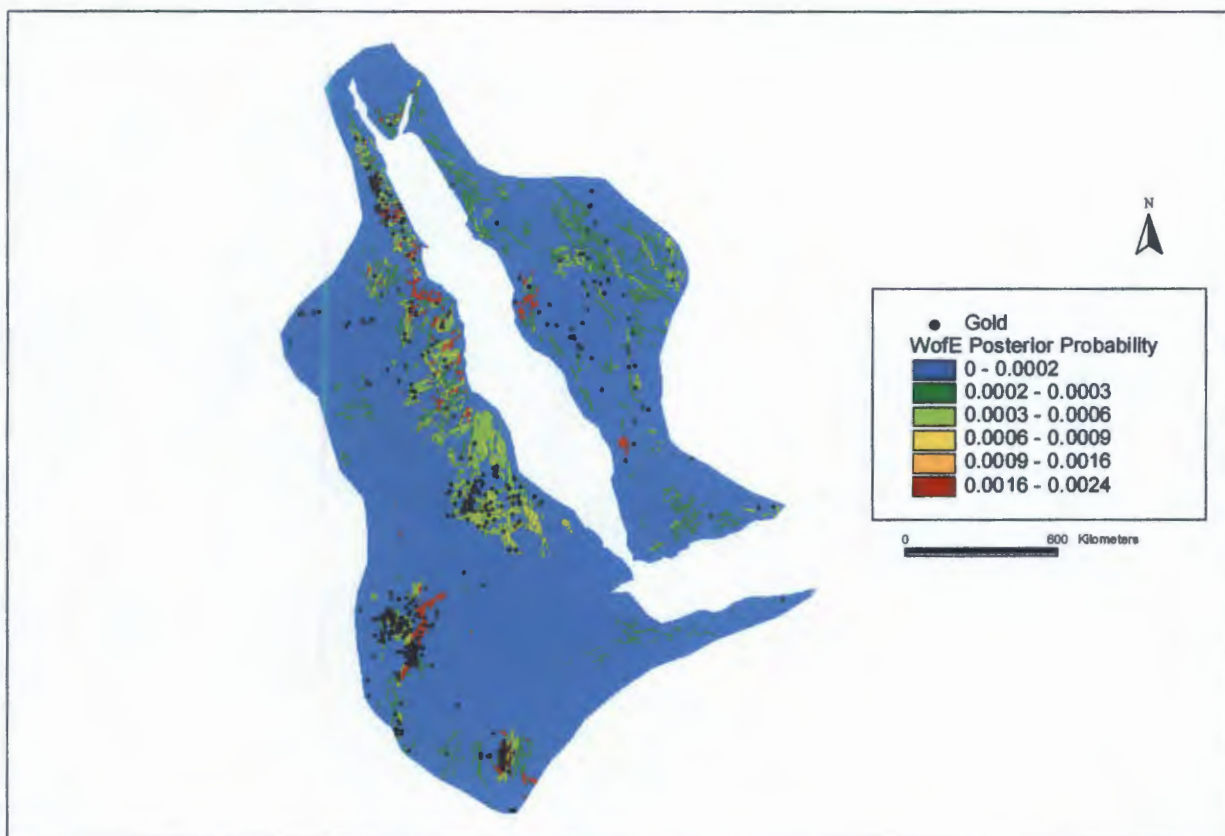 N
Gold
WofE Posterior Probability
0 - 0.0002
0.0002 - 0.0003
0.0003 - 0.0006
0.0006 - 0.0009
0.0009 - 0.0016
0.0016 - 0.0024
0 600 Kilometers